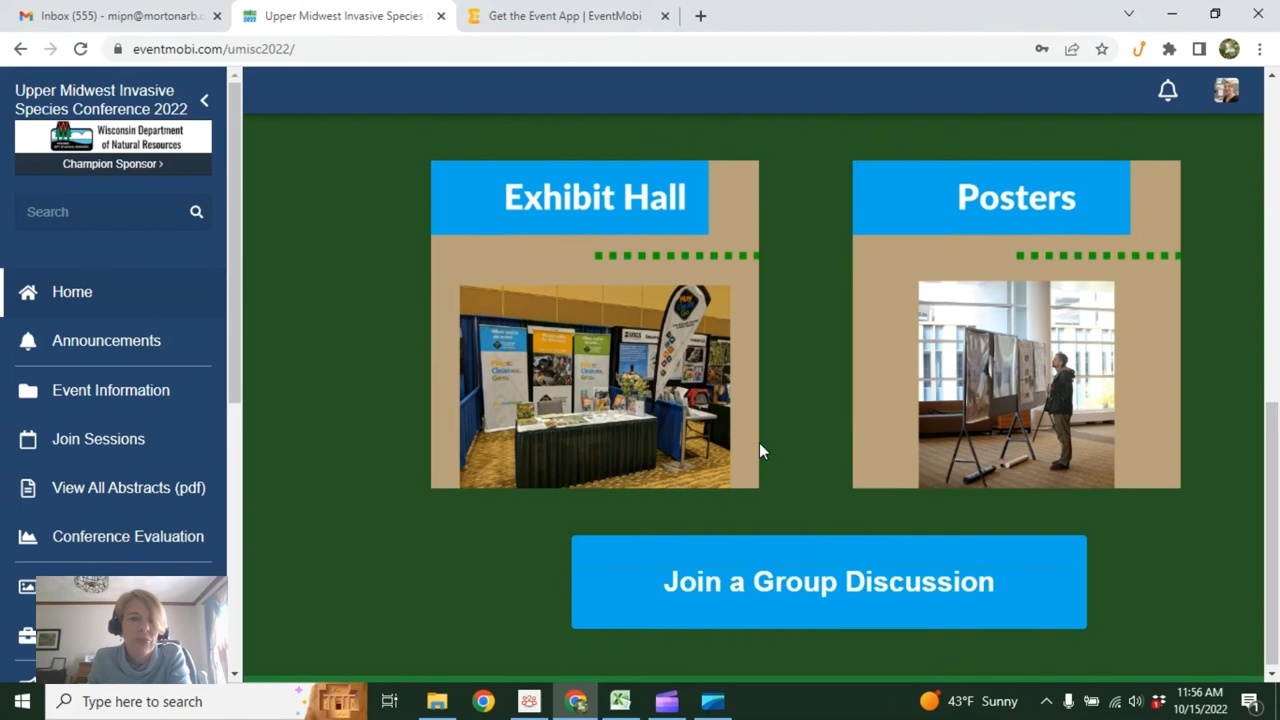 Inbox (555) - mipn@mortonarb.c
Upper Midwest Invasive Species
Get the Event App | EventMobi
eventmobi.com/umisc2022/
Upper Midwest Invasive
Species Conference 2022
Wisconsin Department
of Natural Resources
Champion Sponsor
Search
Home
Announcements
Event Information
Join Sessions
View All Abstracts (pdf)
Conference Evaluation
Exhibit Hall
Posters
Join a Group Discussion
Type here to search
43°F Sunny
11:56 AM
10/15/2022
1